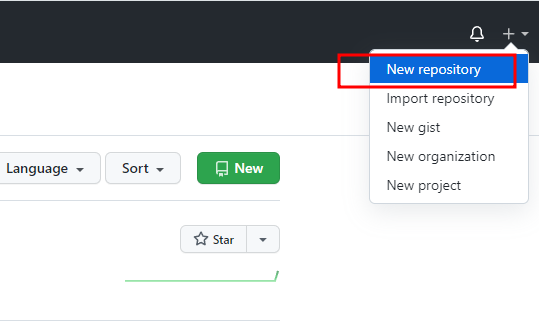 New repository
Import repository
New gist
New organization
New project
Language
Sort
New
Star